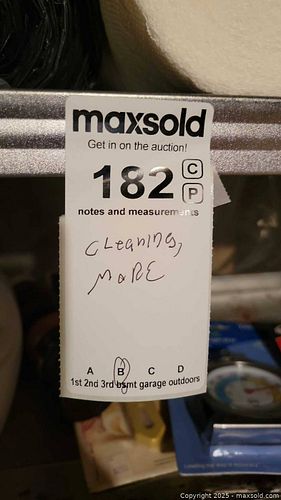 maxsold
Get in on the auction!
182 C P
notes and measurements
CLeaning,
MoRE
A B C D
1st 2nd 3rd bsmt garage outdoors
Copyright 2025 - maxsold.com